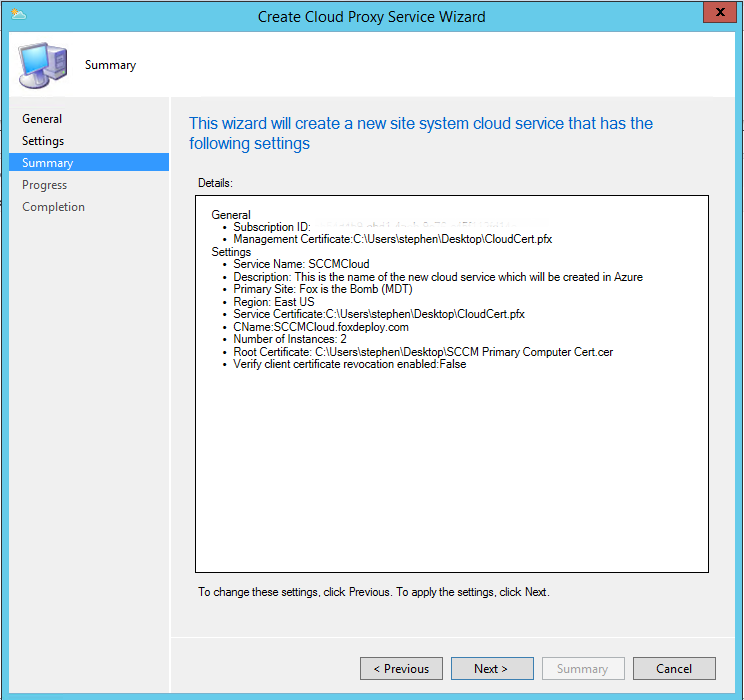 Create Cloud Proxy Service Wizard
x
Summary
General
Settings
Summary
Progress
Completion
This wizard will create a new site system cloud service that has the
following settings
Details:
General
• Subscription ID:
• Management Certificate:C:\Users\stephen\Desktop\CloudCert.pfx
Settings
• Service Name: SCCMCloud
• Description: This is the name of the new cloud service which will be created in Azure
• Primary Site: Fox is the Bomb (MDT)
• Region: East US
• Service Certificate:C:\Users\stephen\Desktop\CloudCert.pfx
• CName:SCCMCloud.foxdeploy.com
• Number of Instances: 2
• Root Certificate: C:\Users\stephen\Desktop\SCCM Primary Computer Cert.cer
• Verify client certificate revocation enabled:False
To change these settings, click Previous. To apply the settings, click Next.
< Previous
Next >
Summary
Cancel